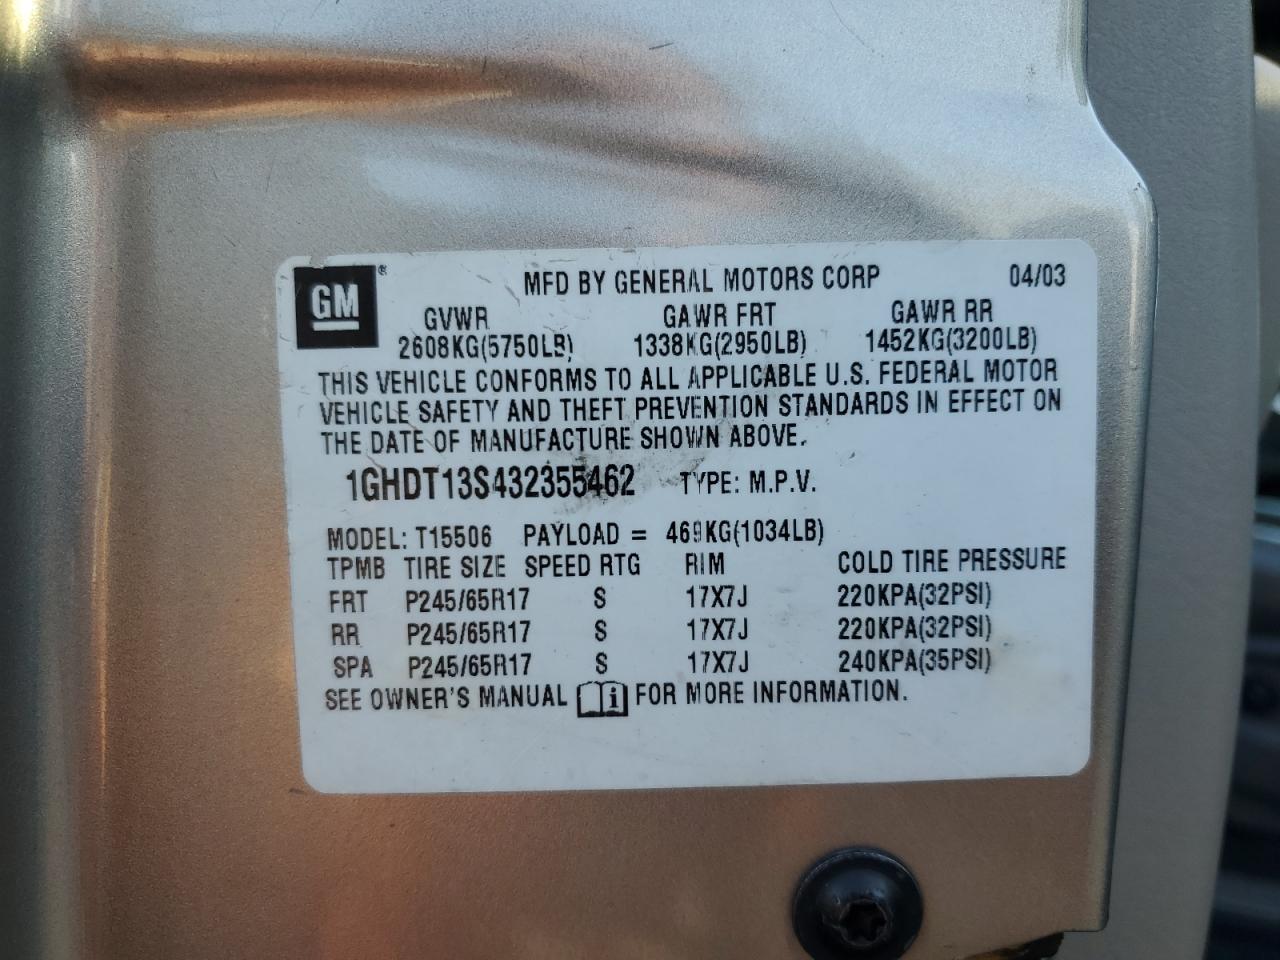 GM ® MFD BY GENERAL MOTORS CORP 04/03
GVWR GAWR FRT GAWR RR
2608KG(5750LB) 1338KG(2950LB) 1452KG(3200LB)
THIS VEHICLE CONFORMS TO ALL APPLICABLE U.S. FEDERAL MOTOR
VEHICLE SAFETY AND THEFT PREVENTION STANDARDS IN EFFECT ON
THE DATE OF MANUFACTURE SHOWN ABOVE.
1GHDT13S432355462 TYPE: M.P.V.
MODEL: T15506 PAYLOAD = 469KG(1034LB)
TPMB TIRE SIZE SPEED RTG RIM COLD TIRE PRESSURE
FRT P245/65R17 S 17X7J 220KPA(32PSI)
RR P245/65R17 S 17X7J 220KPA(32PSI)
SPA P245/65R17 S 17X7J 240KPA(35PSI)
SEE OWNER'S MANUAL i FOR MORE INFORMATION.